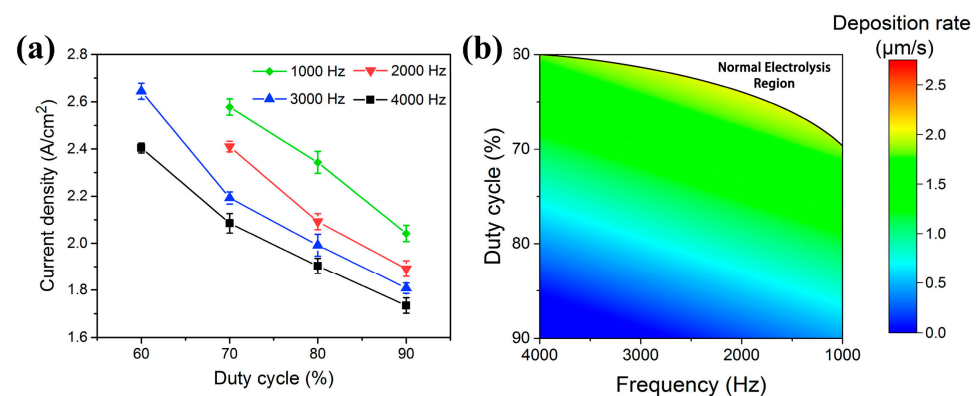 (a)
Current density (A/cm²)
2.8
2.6
2.4
2.2
2.0
1.8
1.6
1000 Hz 2000 Hz
3000 Hz 4000 Hz
60 70 80 90
Duty cycle (%)
(b)
Duty cycle (%)
60
70
80
90
Normal Electrolysis
Region
4000 3000 2000 1000
Frequency (Hz)
Deposition rate
(μm/s)
2.5
2.0
1.5
1.0
0.5
0.0